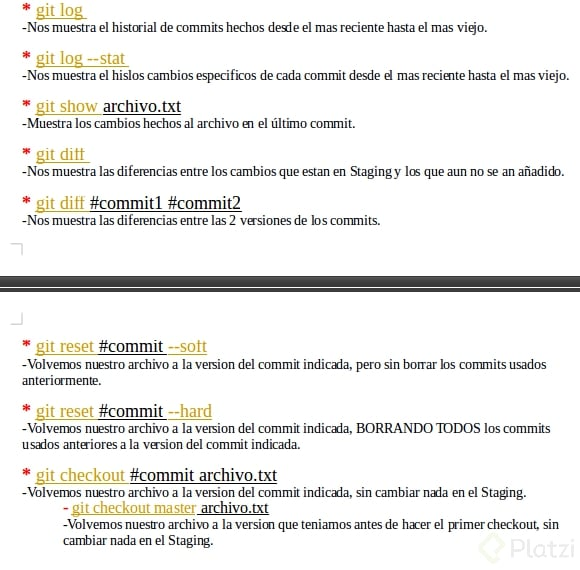 * git log
-Nos muestra el historial de commits hechos desde el mas reciente hasta el mas viejo.
* git log --stat
-Nos muestra el hislos cambios especificos de cada commit desde el mas reciente hasta el mas viejo.
* git show archivo.txt
-Muestra los cambios hechos al archivo en el último commit.
* git diff
-Nos muestra las diferencias entre los cambios que estan en Staging y los que aun no se an añadido.
* git diff #commit1 #commit2
-Nos muestra las diferencias entre las 2 versiones de los commits.
* git reset #commit --soft
-Volvemos nuestro archivo a la version del commit indicada, pero sin borrar los commits usados
anteriormente.
* git reset #commit --hard
-Volvemos nuestro archivo a la version del commit indicada, BORRANDO TODOS los commits
usados anteriores a la version del commit indicada.
* git checkout #commit archivo.txt
-Volvemos nuestro archivo a la version del commit indicada, sin cambiar nada en el Staging.
- git checkout master archivo.txt
-Volvemos nuestro archivo a la version que teniamos antes de hacer el primer checkout, sin
cambiar nada en el Staging.
Platzi